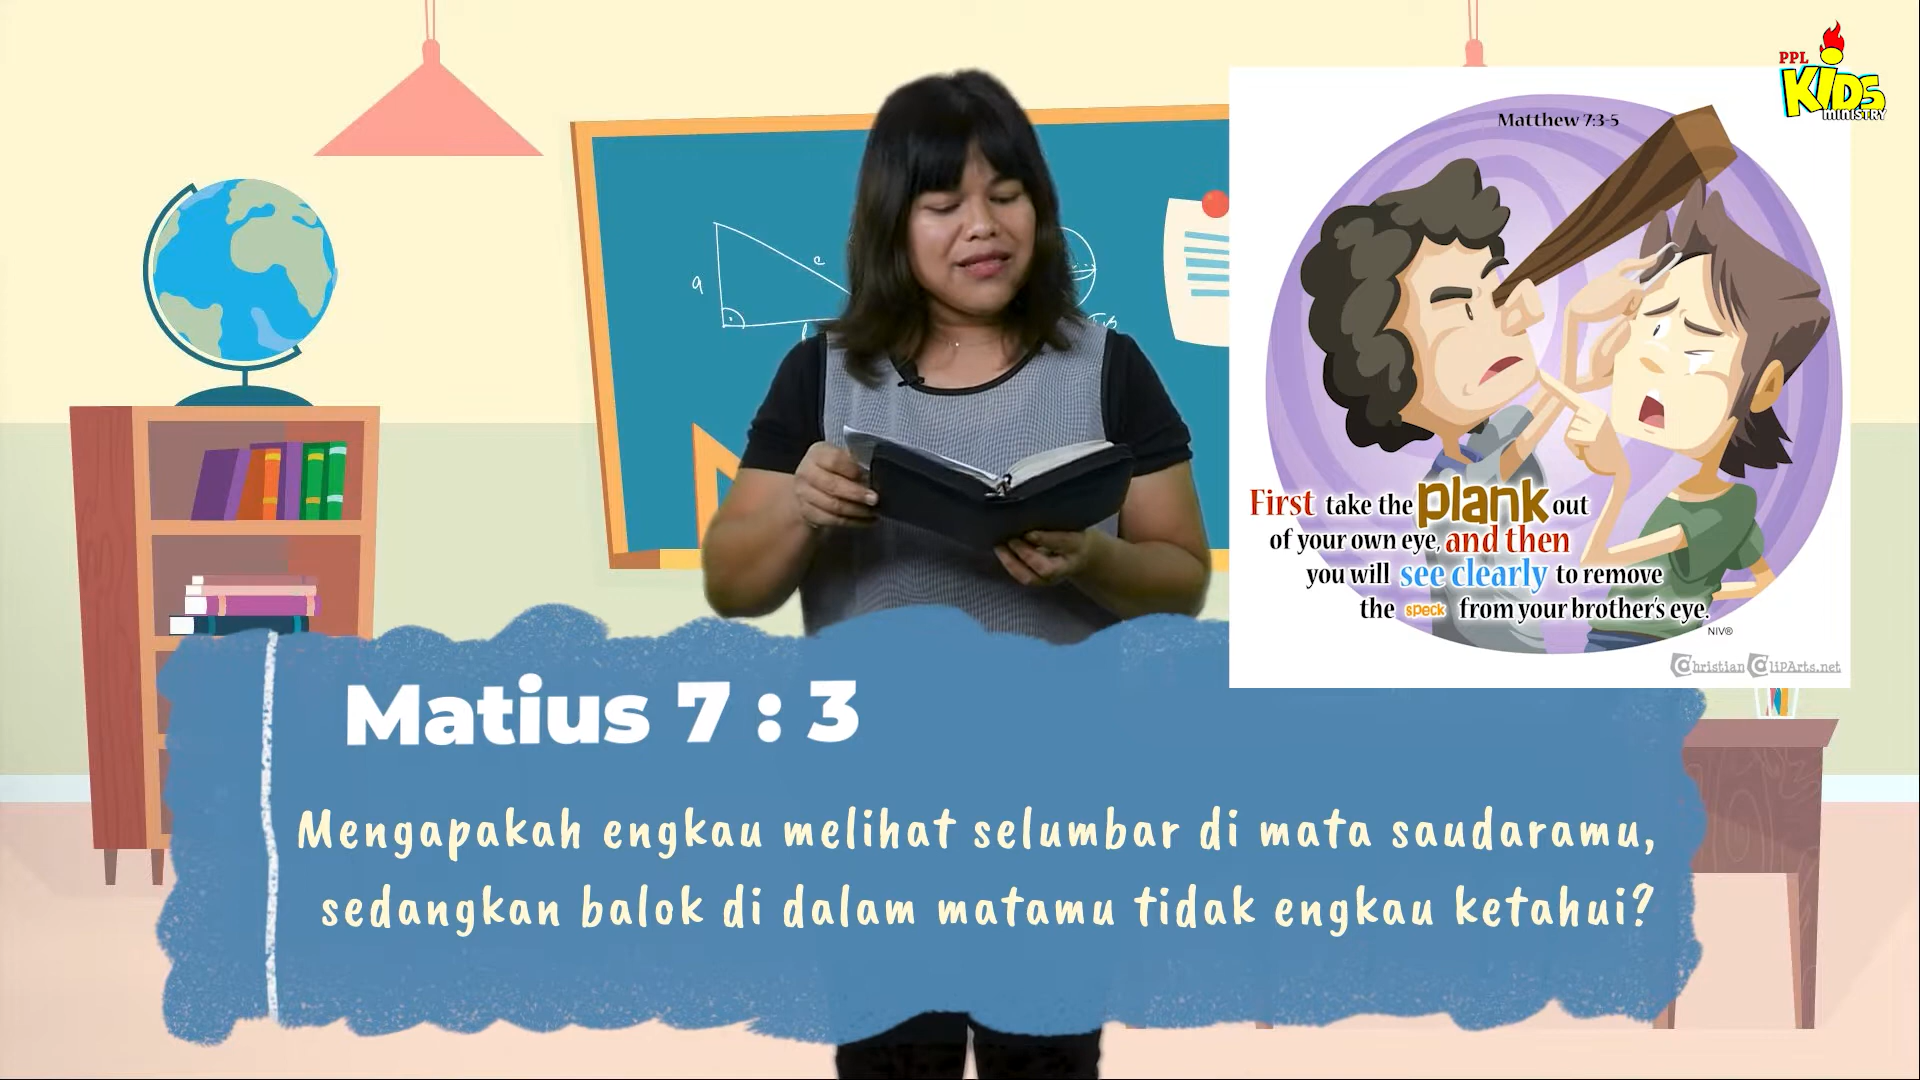 PPL
KIDS
MINISTRY
Matthew 7:3-5
a
c
First take the plank out
of your own eye, and then
you will see clearly to remove
the speck from your brother's eye.
NIV®
Christian ClipArts.net
Matius 7 : 3
Mengapakah engkau melihat selumbar di mata saudaramu,
sedangkan balok di dalam matamu tidak engkau ketahui?